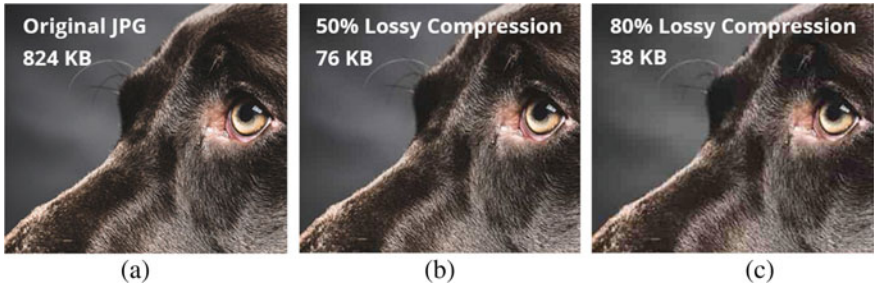 Original JPG
824 KB
50% Lossy Compression
76 KB
80% Lossy Compression
38 KB
(a)
(b)
(c)